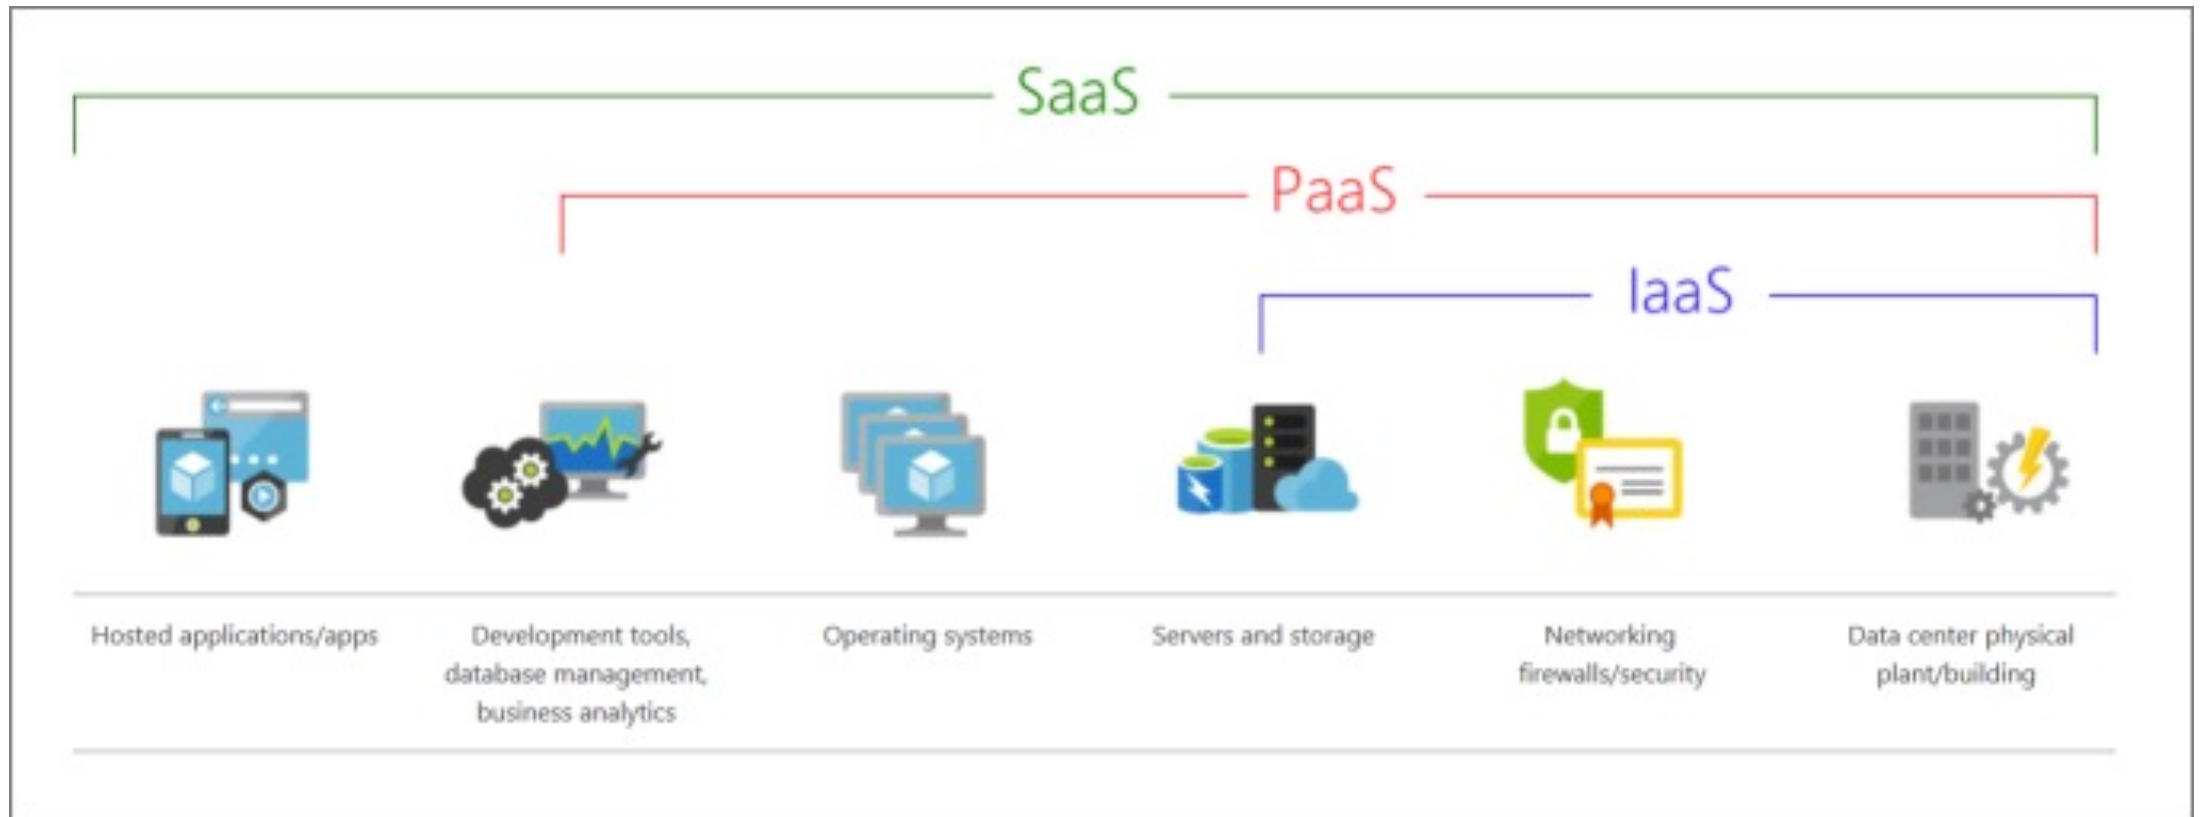 SaaS
PaaS
IaaS
Hosted applications/apps
Development tools,
database management,
business analytics
Operating systems
Servers and storage
Networking
firewalls/security
Data center physical
plant/building